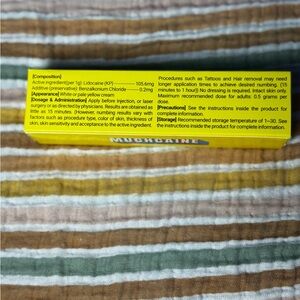 [Composition]
Active ingredient(per 1g) Lidocaine (KP) ------ 105.6mg
Additive (preservative) Benzalkonium Chloride ------ 0.2mg
[Appearance] White or pale yellow cream
[Dosage & Administration] Apply before injection, or laser
surgery or as directed by physician. Results are obtained as
little as 15 minutes. (However, numbing results vary with
factors such as procedure type, color of skin, thickness of
skin, skin sensitivity and acceptance to the active ingredient.
Procedures such as Tattoos and Hair removal may need
longer application times to achieve desired numbing. (15
minutes to 1 hour)) No dressing is required. Intact skin only.
Maximum recommended dose for adults: 0.5 grams per
dose.
[Precautions] See the instructions inside the product for
complete information.
[Storage] Recommended storage temperature of 1~30. See
the instructions inside the product for complete information.